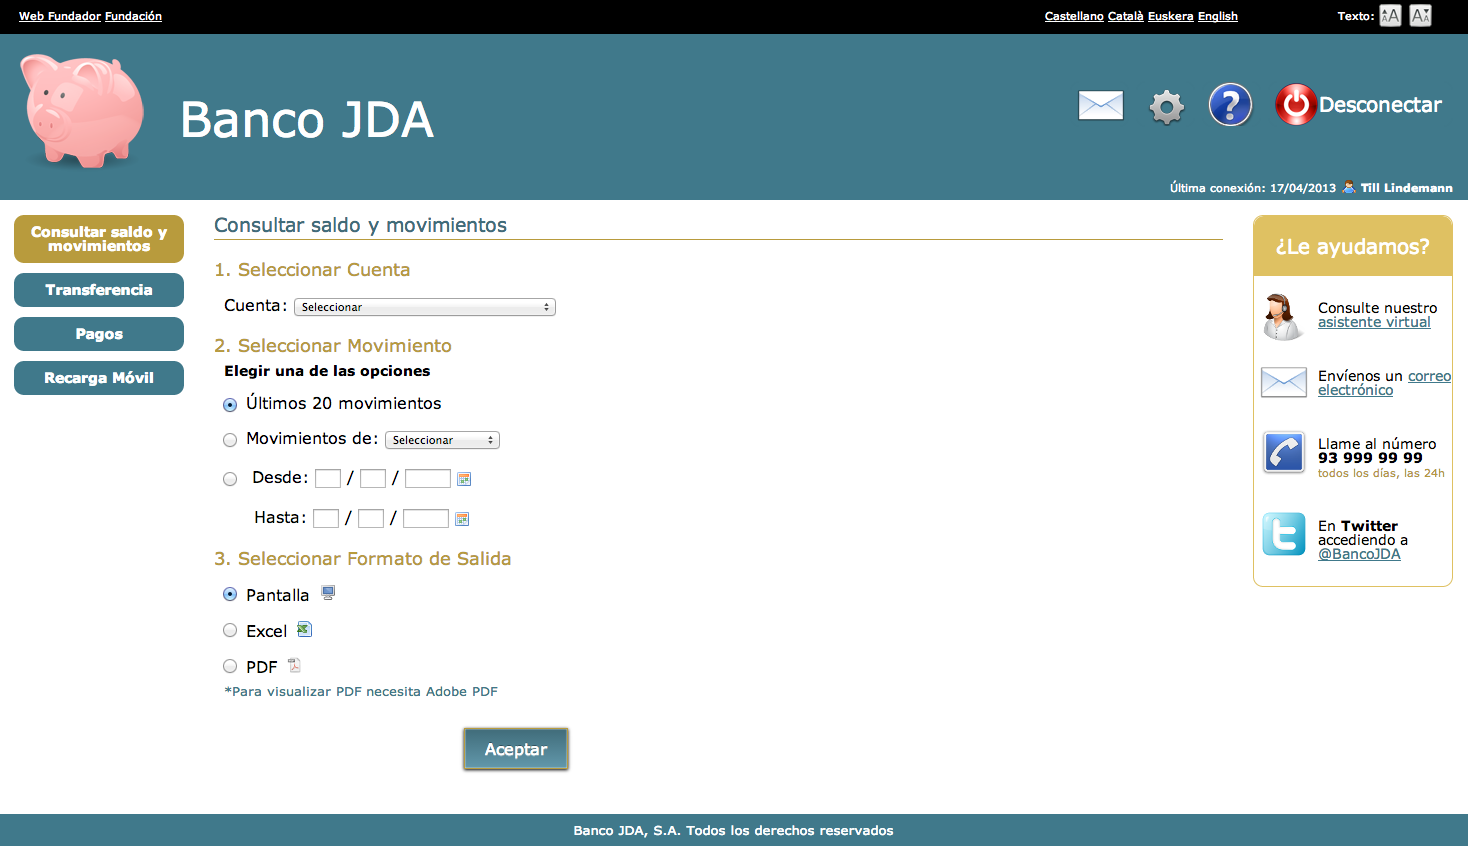 Web Fundador Fundación
Castellano Català Euskera English
Texto: AA AA
Banco JDA
Desconectar
Última conexión: 17/04/2013 Till Lindemann
Consultar saldo y
movimientos
Transferencia
Pagos
Recarga Móvil
Consultar saldo y movimientos
1. Seleccionar Cuenta
Cuenta: Seleccionar
2. Seleccionar Movimiento
Elegir una de las opciones
Últimos 20 movimientos
Movimientos de: Seleccionar
Desde: / /
Hasta: / /
3. Seleccionar Formato de Salida
Pantalla
Excel
PDF
*Para visualizar PDF necesita Adobe PDF
Aceptar
¿Le ayudamos?
Consulte nuestro
asistente virtual
Envíenos un correo
electrónico
Llame al número
93 999 99 99
todos los días, las 24h
En Twitter
accediendo a
@BancoJDA
Banco JDA, S.A. Todos los derechos reservados